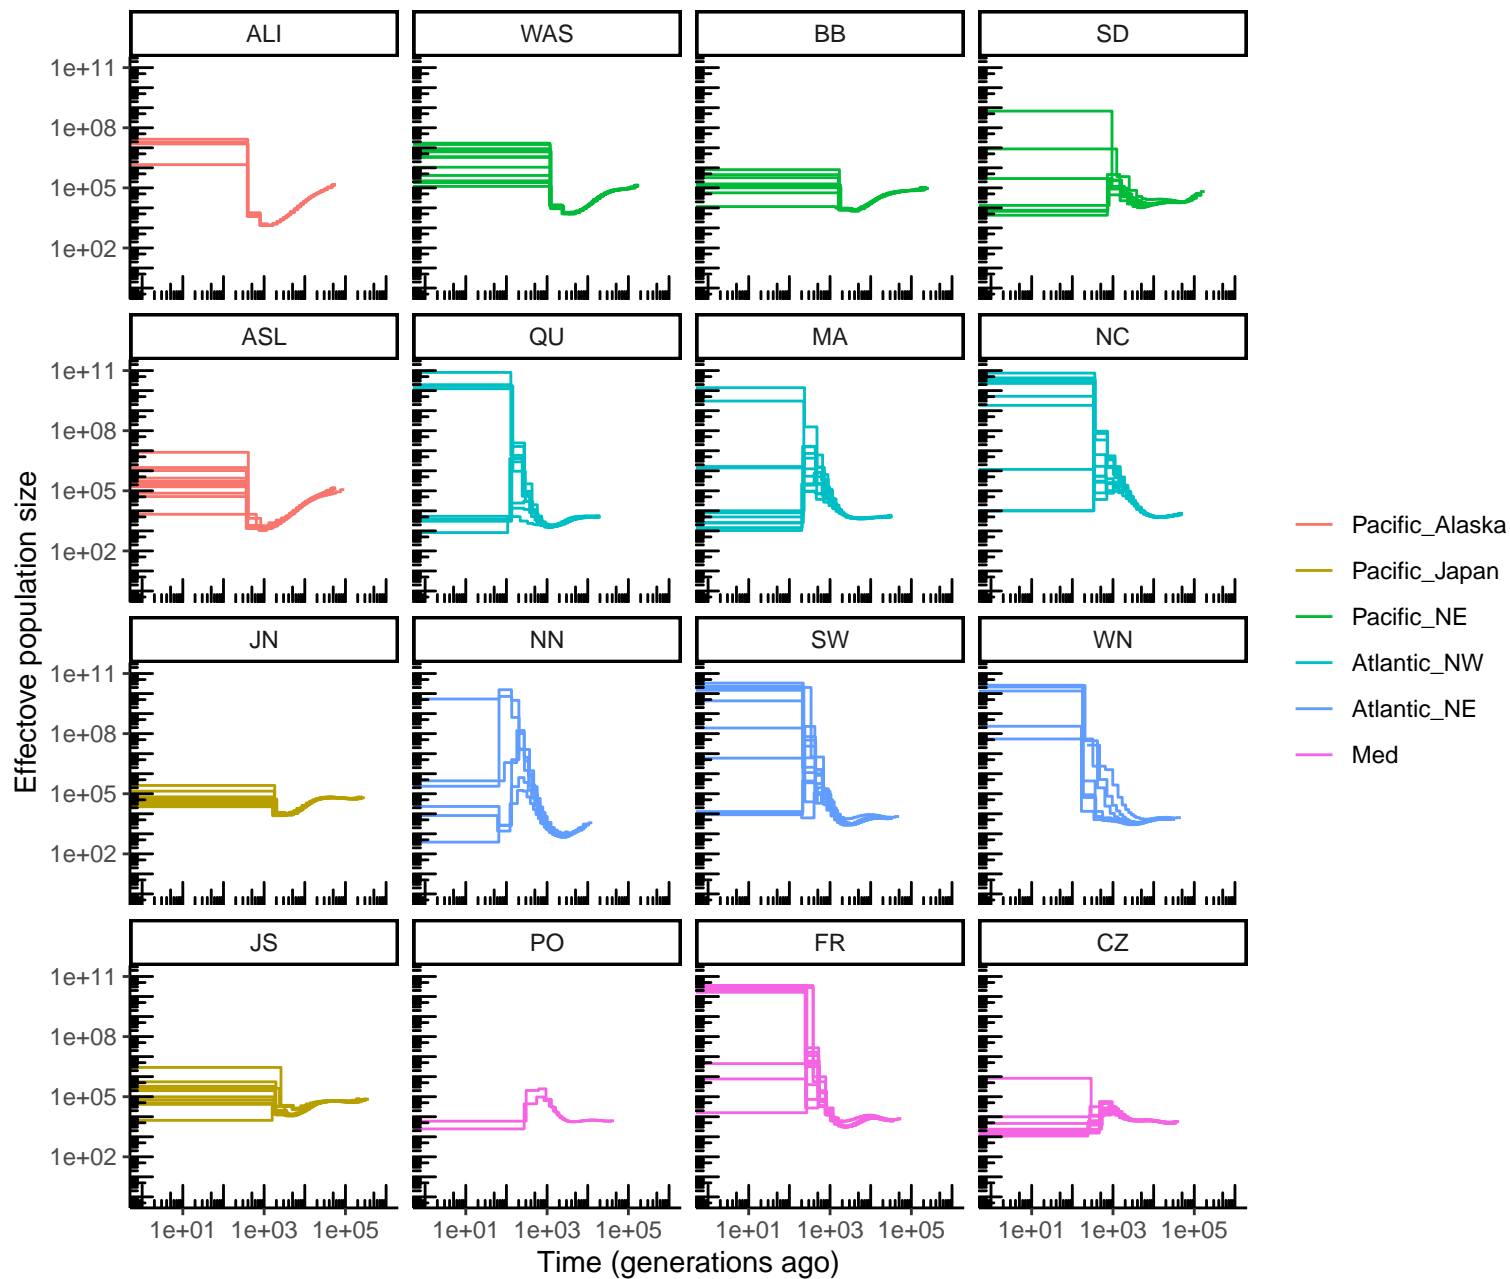 ALI WAS BB SD
1e+11
1e+08
1e+05
1e+02
ASL QU MA NC
1e+11
1e+08
1e+05
1e+02
JN NN SW WN
1e+11
1e+08
1e+05
1e+02
JS PO FR CZ
1e+11
1e+08
1e+05
1e+02
1e+01 1e+03 1e+05 1e+01 1e+03 1e+05 1e+01 1e+03 1e+05 1e+01 1e+03 1e+05
Time (generations ago)
Effectove population size
Pacific_Alaska
Pacific_Japan
Pacific_NE
Atlantic_NW
Atlantic_NE
Med